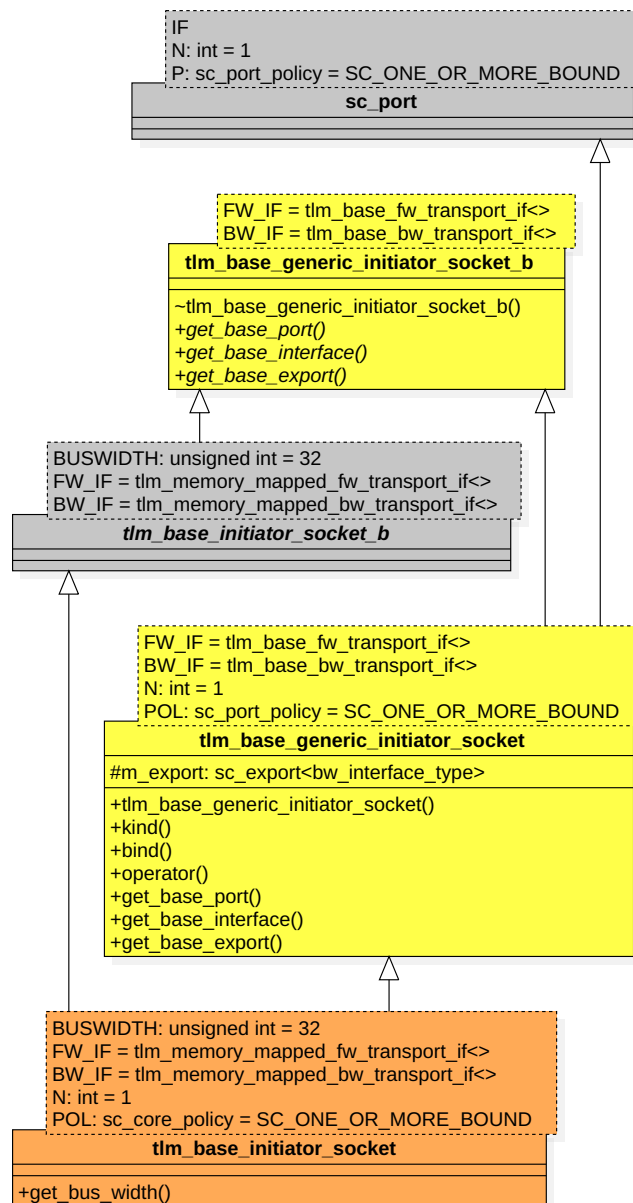 IF
N: int = 1
P: sc_port_policy = SC_ONE_OR_MORE_BOUND
sc_port
FW_IF = tlm_base_fw_transport_if<>
BW_IF = tlm_base_bw_transport_if<>
tlm_base_generic_initiator_socket_b
~tlm_base_generic_initiator_socket_b()
+get_base_port()
+get_base_interface()
+get_base_export()
BUSWIDTH: unsigned int = 32
FW_IF = tlm_memory_mapped_fw_transport_if<>
BW_IF = tlm_memory_mapped_bw_transport_if<>
tlm_base_initiator_socket_b
FW_IF = tlm_base_fw_transport_if<>
BW_IF = tlm_base_bw_transport_if<>
N: int = 1
POL: sc_port_policy = SC_ONE_OR_MORE_BOUND
tlm_base_generic_initiator_socket
#m_export: sc_export<bw_interface_type>
+tlm_base_generic_initiator_socket()
+kind()
+bind()
+operator()
+get_base_port()
+get_base_interface()
+get_base_export()
BUSWIDTH: unsigned int = 32
FW_IF = tlm_memory_mapped_fw_transport_if<>
BW_IF = tlm_memory_mapped_bw_transport_if<>
N: int = 1
POL: sc_core_policy = SC_ONE_OR_MORE_BOUND
tlm_base_initiator_socket
+get_bus_width()